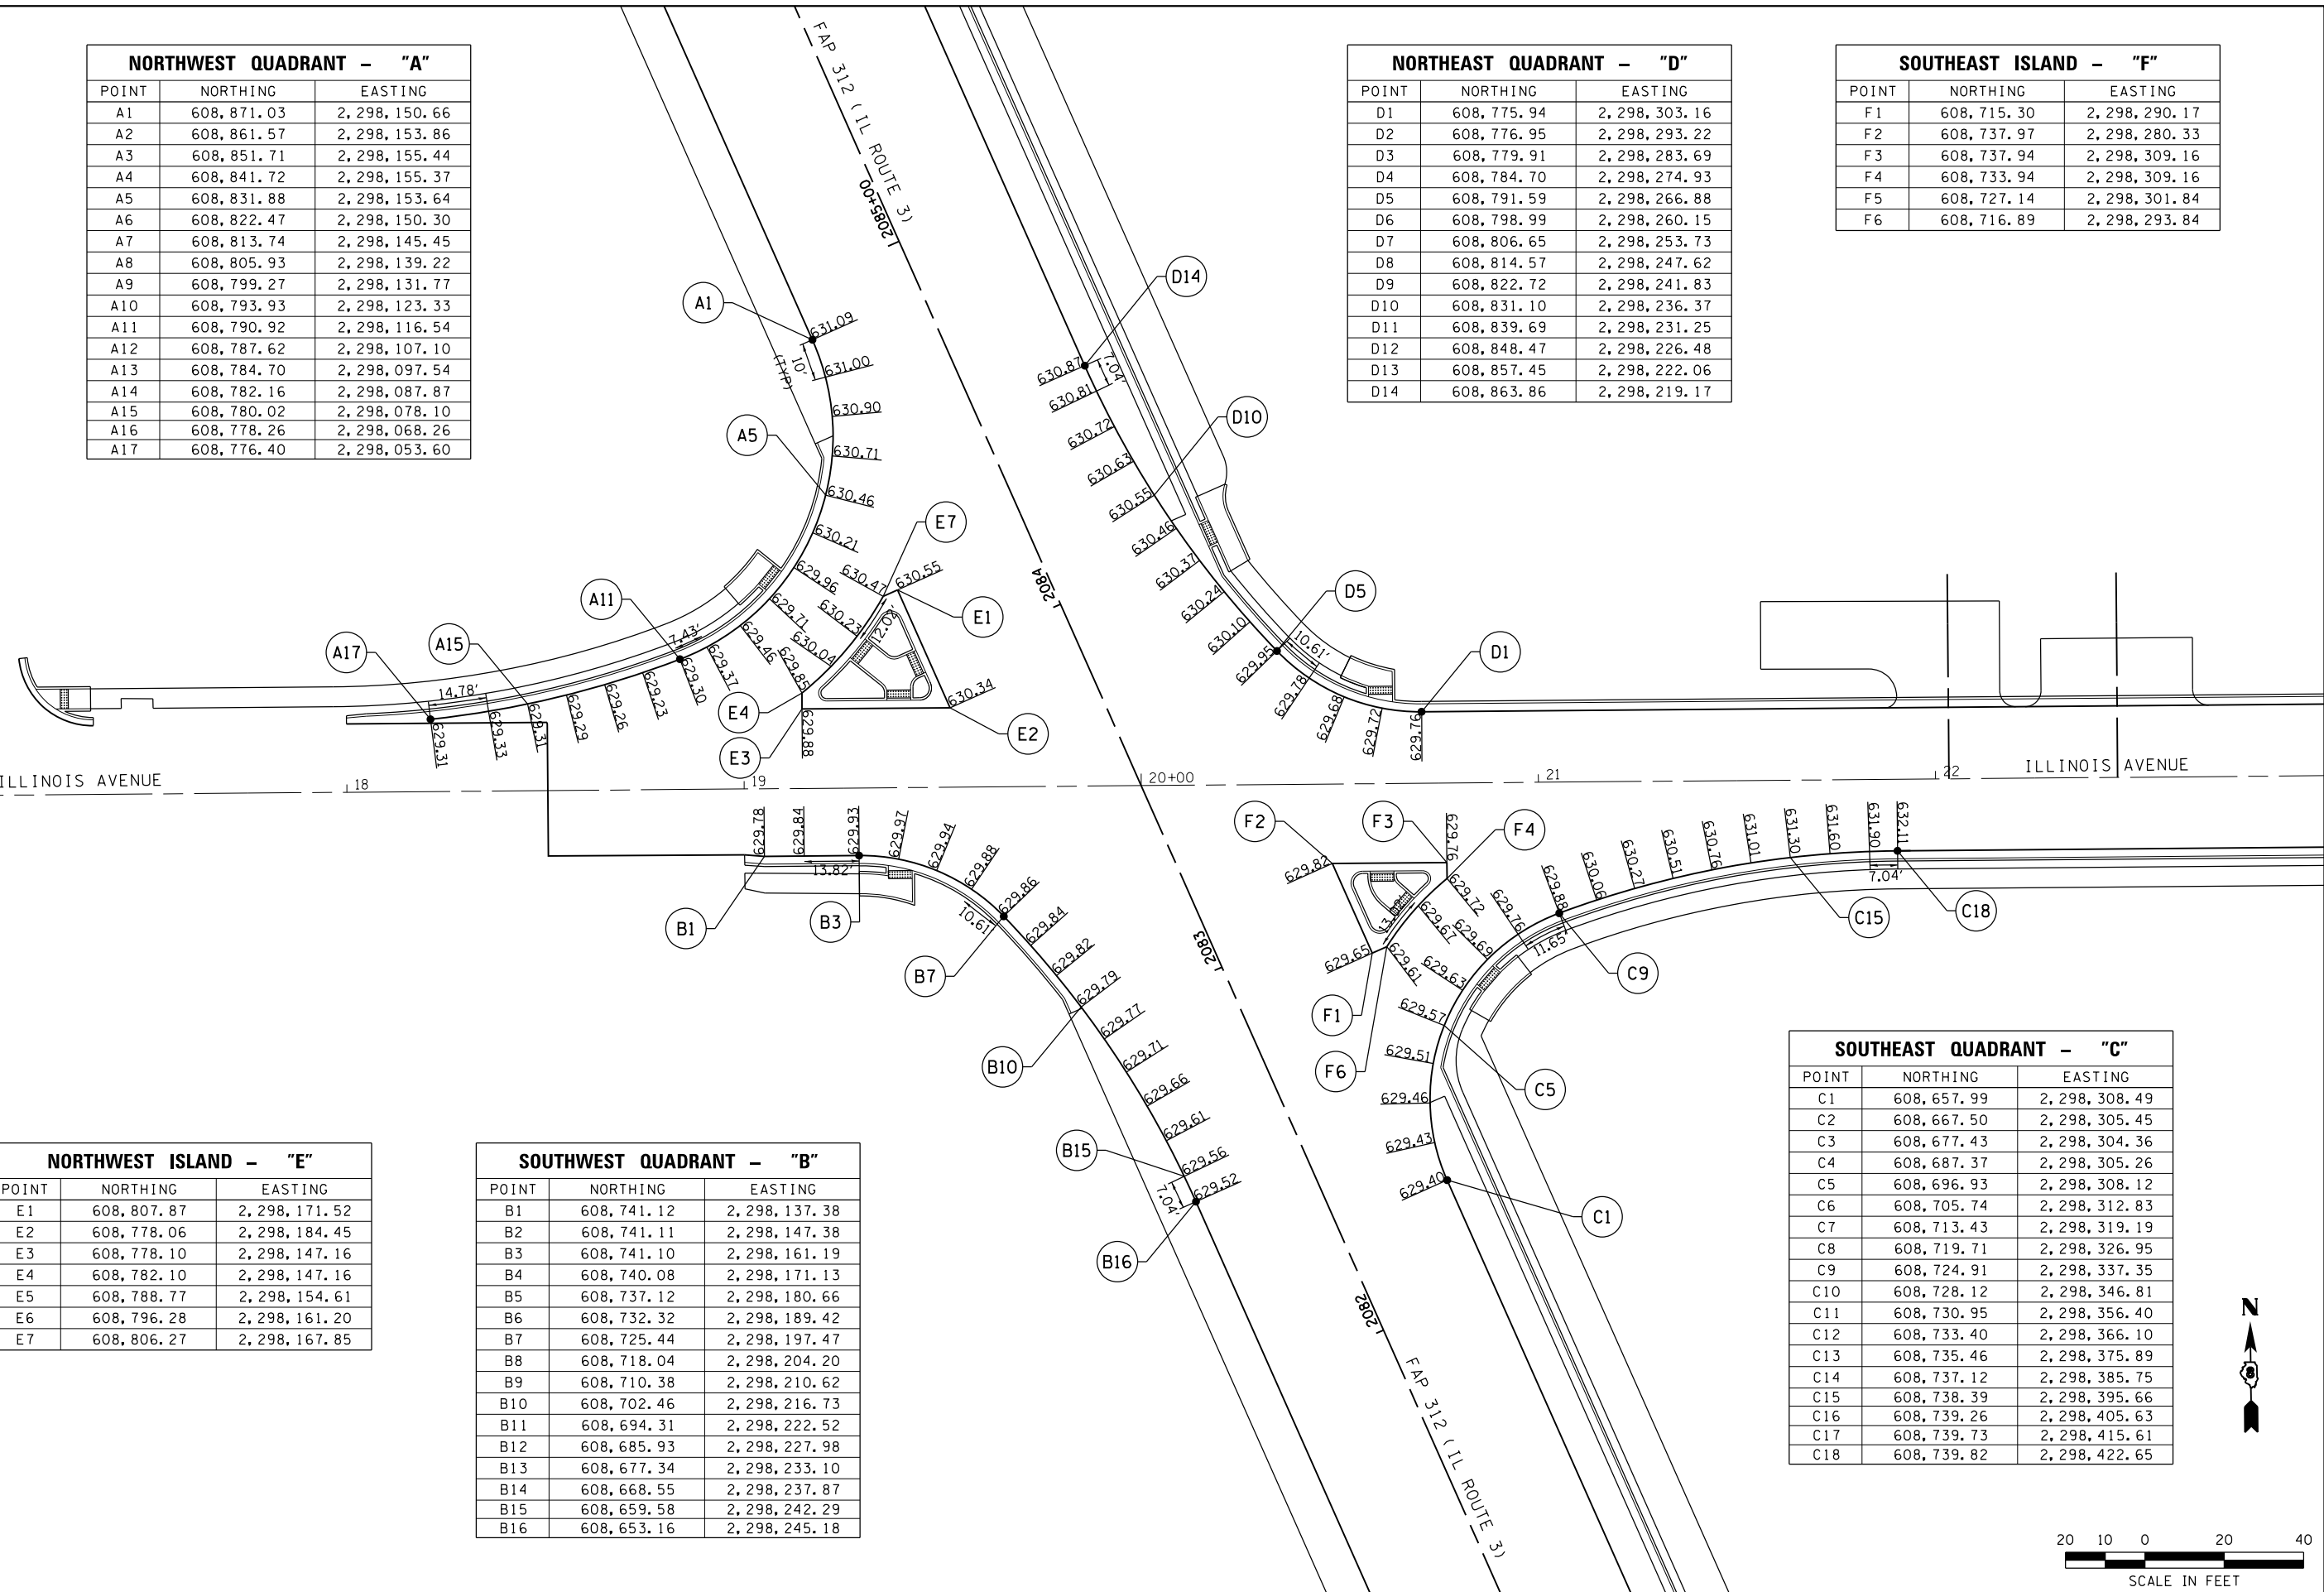 NORTHWEST QUADRANT - "A"
POINT NORTHING EASTING
A1 608,871.03 2,298,150.66
A2 608,861.57 2,298,153.86
A3 608,851.71 2,298,155.44
A4 608,841.72 2,298,155.37
A5 608,831.88 2,298,153.64
A6 608,822.47 2,298,150.30
A7 608,813.74 2,298,145.45
A8 608,805.93 2,298,139.22
A9 608,799.27 2,298,131.77
A10 608,793.93 2,298,123.33
A11 608,790.92 2,298,116.54
A12 608,787.62 2,298,107.10
A13 608,784.70 2,298,097.54
A14 608,782.16 2,298,087.87
A15 608,780.02 2,298,078.10
A16 608,778.26 2,298,068.26
A17 608,776.40 2,298,053.60
NORTHEAST QUADRANT - "D"
POINT NORTHING EASTING
D1 608,775.94 2,298,303.16
D2 608,776.95 2,298,293.22
D3 608,779.91 2,298,283.69
D4 608,784.70 2,298,274.93
D5 608,791.59 2,298,266.88
D6 608,798.99 2,298,260.15
D7 608,806.65 2,298,253.73
D8 608,814.57 2,298,247.62
D9 608,822.72 2,298,241.83
D10 608,831.10 2,298,236.37
D11 608,839.69 2,298,231.25
D12 608,848.47 2,298,226.48
D13 608,857.45 2,298,222.06
D14 608,863.86 2,298,219.17
SOUTHEAST ISLAND - "F"
POINT NORTHING EASTING
F1 608,715.30 2,298,290.17
F2 608,737.97 2,298,280.33
F3 608,737.94 2,298,309.16
F4 608,733.94 2,298,309.16
F5 608,727.14 2,298,301.84
F6 608,716.89 2,298,293.84
FAP 312 (IL ROUTE 3)
2085+00
A1
631.09
10'
(TYP)
631.00
630.90
A5
630.71
630.46
630.21
629.96
629.71
629.46
629.37
629.30
629.23
629.26
629.29
629.31
629.33
629.31
7.43'
14.78'
A11
A15
A17
E7
630.47
630.55
630.23
12.02'
630.04
629.85
E1
E4
E3
629.88
630.34
E2
2084
D14
630.87
7.04'
630.81
630.72
630.63
D10
630.55
630.46
630.37
630.24
630.10
629.95
D5
10.61'
629.78
629.68
629.72
629.76
D1
ILLINOIS AVENUE
18
19
20+00
21
22
ILLINOIS AVENUE
629.78
629.84
629.93
629.97
629.94
629.88
629.86
629.84
629.82
629.79
629.77
629.71
629.66
629.61
629.56
629.52
13.82'
10.61'
7.04'
B1
B3
B7
B10
B15
B16
2083
F2
F3
F4
629.82
629.76
629.72
629.67
13.02'
629.65
629.61
F1
F6
632.11
631.90
631.60
631.30
631.01
630.76
630.51
630.27
630.06
629.88
629.76
629.69
629.63
629.57
629.51
629.46
629.43
629.40
7.04'
11.65'
C18
C15
C9
C5
C1
2082
FAP 312 (IL ROUTE 3)
NORTHWEST ISLAND - "E"
POINT NORTHING EASTING
E1 608,807.87 2,298,171.52
E2 608,778.06 2,298,184.45
E3 608,778.10 2,298,147.16
E4 608,782.10 2,298,147.16
E5 608,788.77 2,298,154.61
E6 608,796.28 2,298,161.20
E7 608,806.27 2,298,167.85
SOUTHWEST QUADRANT - "B"
POINT NORTHING EASTING
B1 608,741.12 2,298,137.38
B2 608,741.11 2,298,147.38
B3 608,741.10 2,298,161.19
B4 608,740.08 2,298,171.13
B5 608,737.12 2,298,180.66
B6 608,732.32 2,298,189.42
B7 608,725.44 2,298,197.47
B8 608,718.04 2,298,204.20
B9 608,710.38 2,298,210.62
B10 608,702.46 2,298,216.73
B11 608,694.31 2,298,222.52
B12 608,685.93 2,298,227.98
B13 608,677.34 2,298,233.10
B14 608,668.55 2,298,237.87
B15 608,659.58 2,298,242.29
B16 608,653.16 2,298,245.18
SOUTHEAST QUADRANT - "C"
POINT NORTHING EASTING
C1 608,657.99 2,298,308.49
C2 608,667.50 2,298,305.45
C3 608,677.43 2,298,304.36
C4 608,687.37 2,298,305.26
C5 608,696.93 2,298,308.12
C6 608,705.74 2,298,312.83
C7 608,713.43 2,298,319.19
C8 608,719.71 2,298,326.95
C9 608,724.91 2,298,337.35
C10 608,728.12 2,298,346.81
C11 608,730.95 2,298,356.40
C12 608,733.40 2,298,366.10
C13 608,735.46 2,298,375.89
C14 608,737.12 2,298,385.75
C15 608,738.39 2,298,395.66
C16 608,739.26 2,298,405.63
C17 608,739.73 2,298,415.61
C18 608,739.82 2,298,422.65
N
20 10 0 20 40
SCALE IN FEET